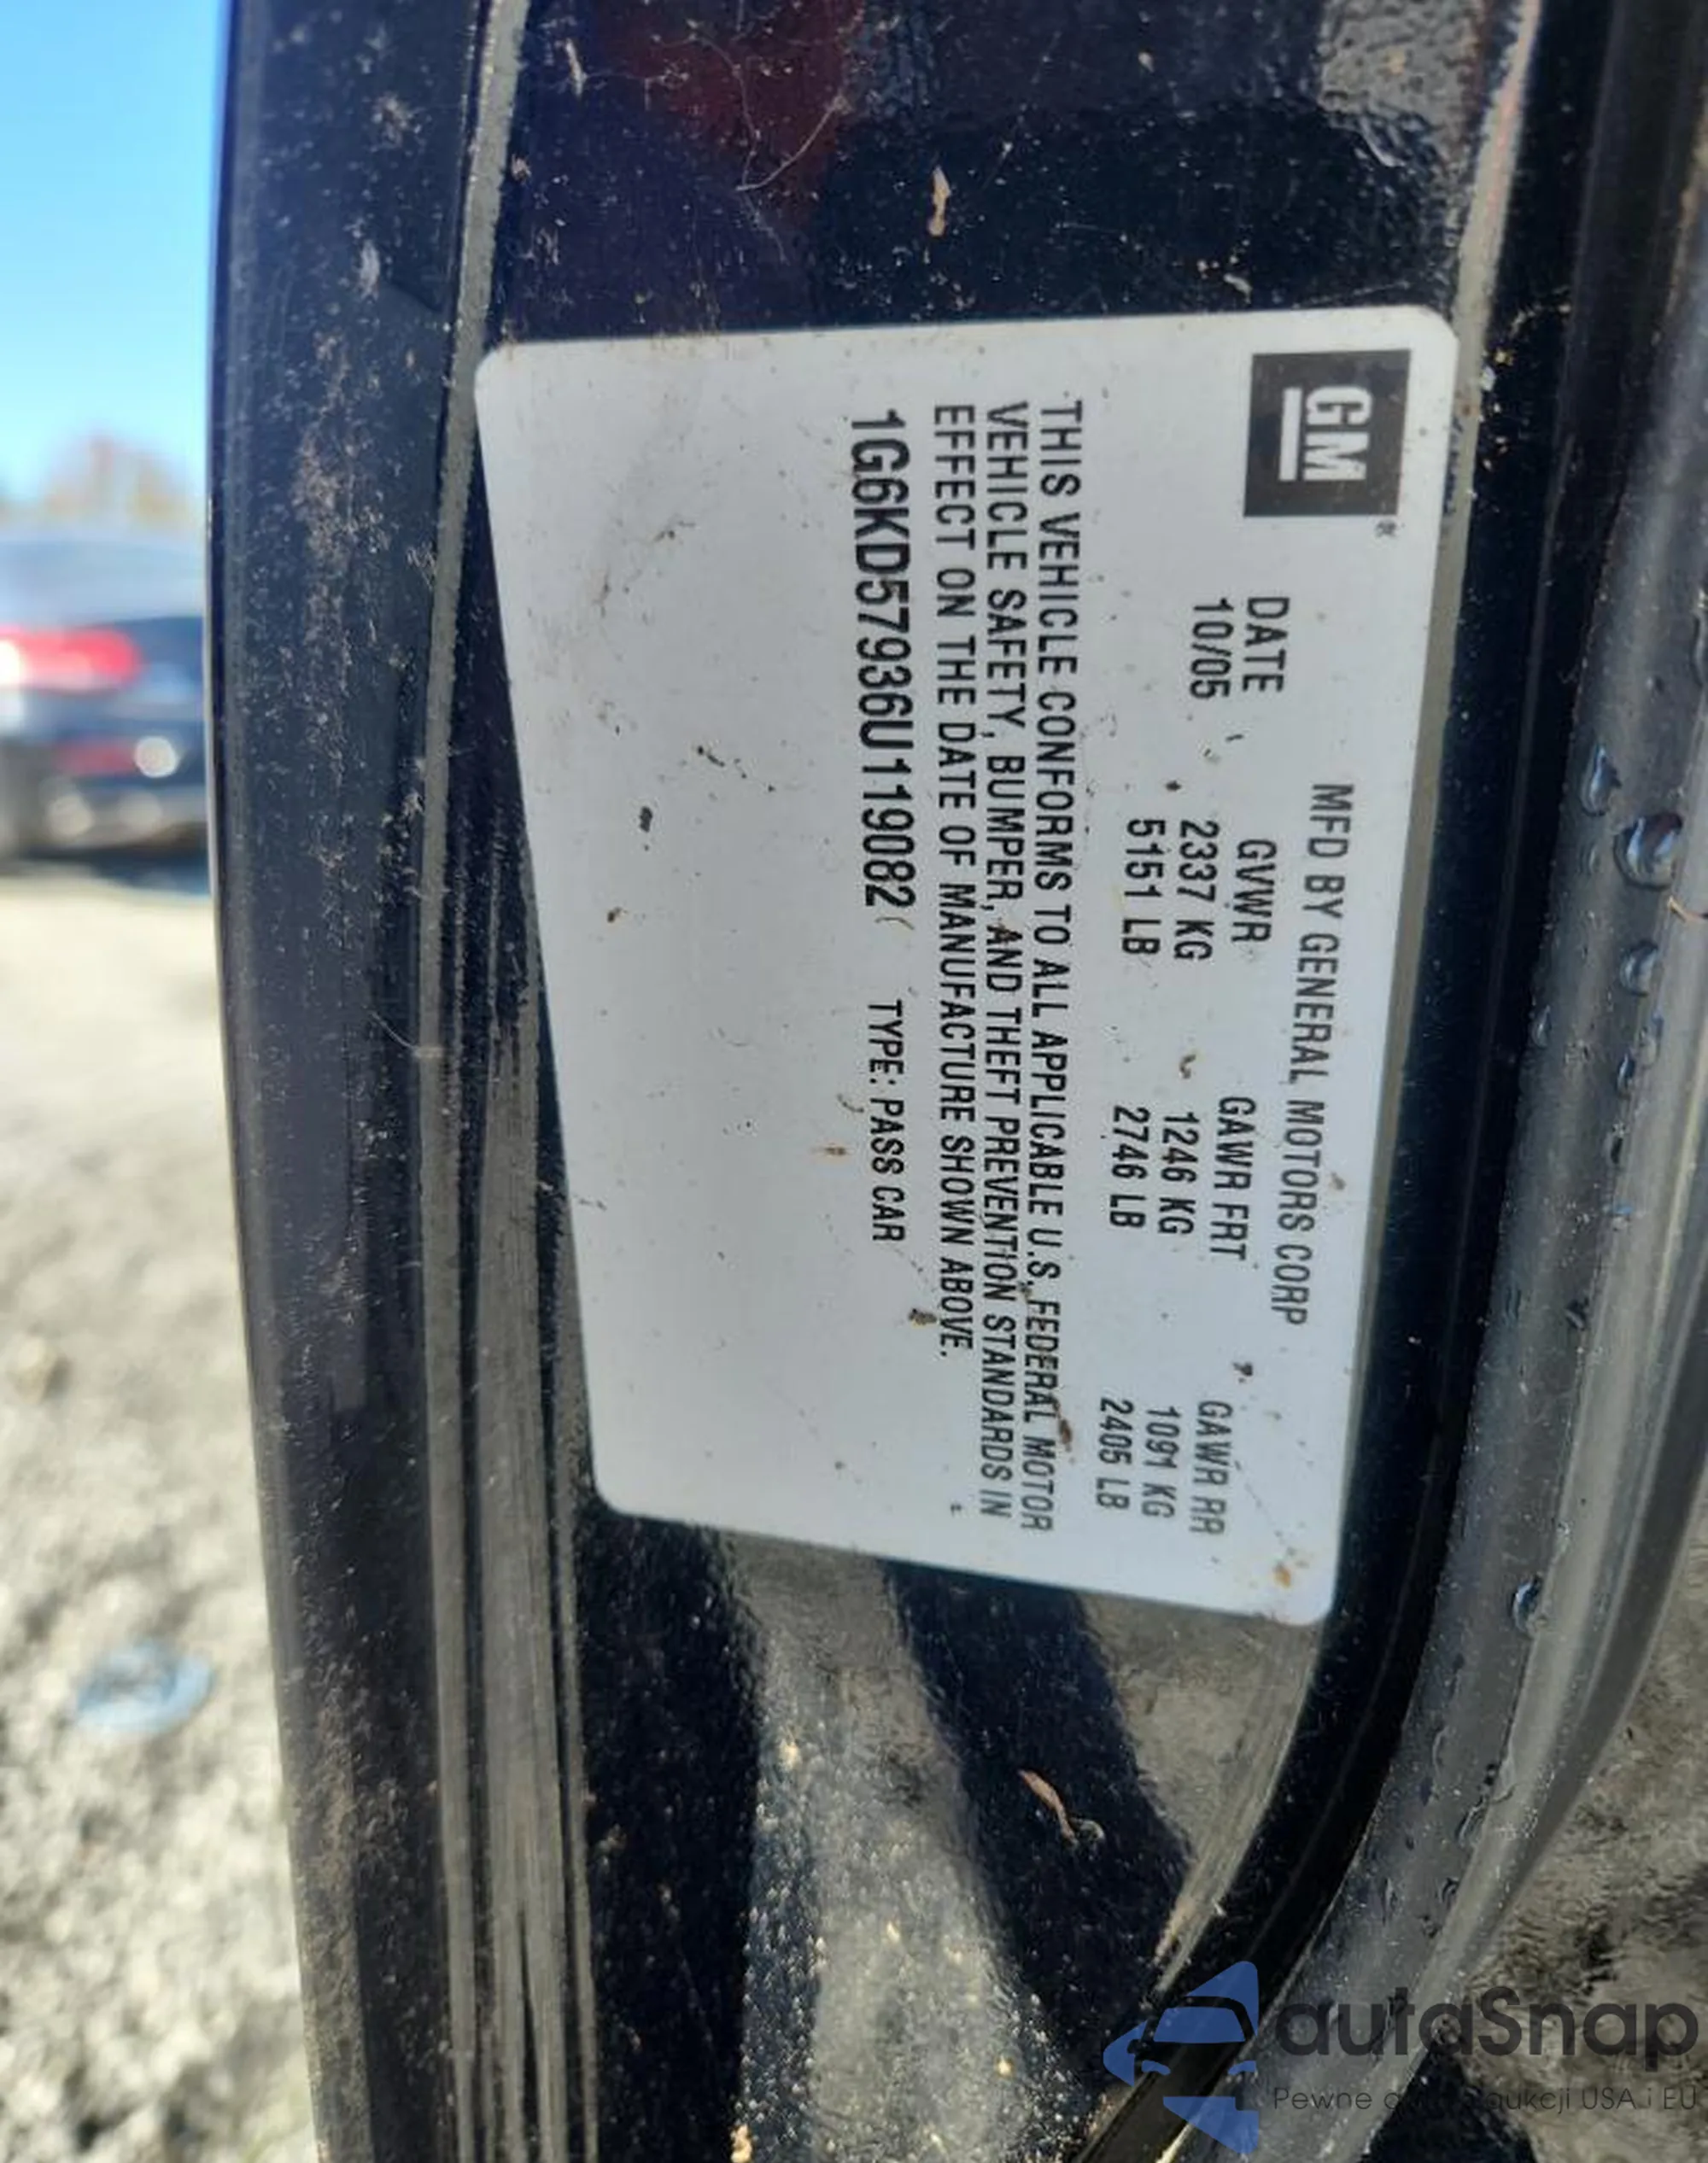 GM®
MFD BY GENERAL MOTORS CORP
DATE GVWR GAWR FRT GAWR RR
10/05 2337 KG 1246 KG 1091 KG
5151 LB 2746 LB 2405 LB
THIS VEHICLE CONFORMS TO ALL APPLICABLE U.S. FEDERAL MOTOR
VEHICLE SAFETY, BUMPER, AND THEFT PREVENTION STANDARDS IN
EFFECT ON THE DATE OF MANUFACTURE SHOWN ABOVE.
1G6KD57936U119082 TYPE: PASS CAR
autaSnap
Pewne aukcji USA i EU